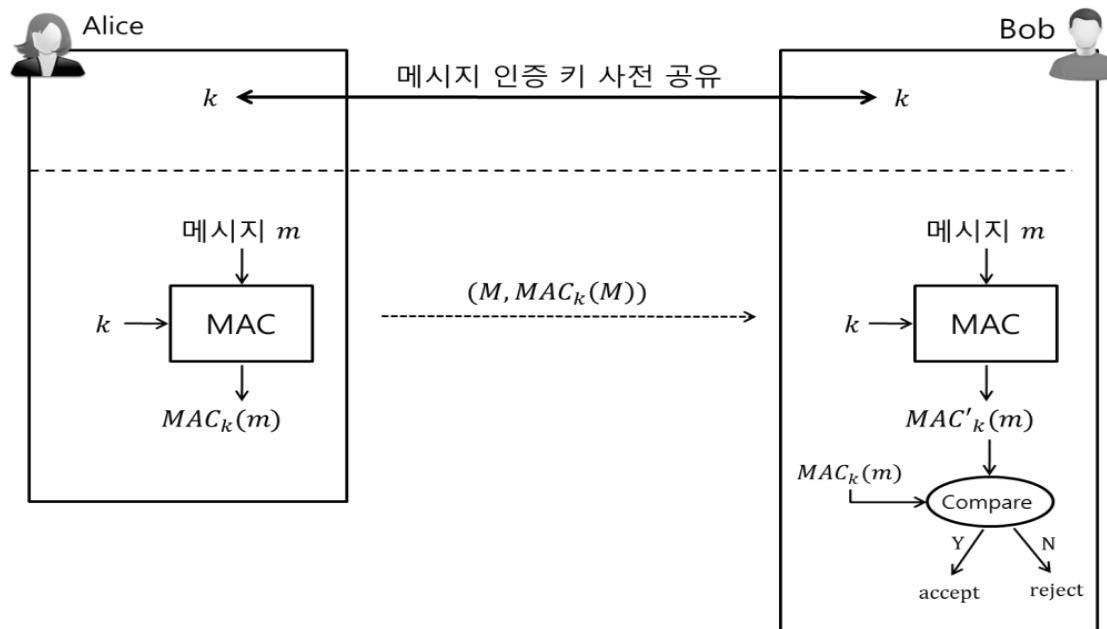 Alice
Bob
메시지 인증 키 사전 공유
k
k
메시지 m
메시지 m
(M, MAC_k(M))
k
MAC
k
MAC
MAC_k(m)
MAC'_k(m)
MAC_k(m)
Compare
Y
N
accept
reject